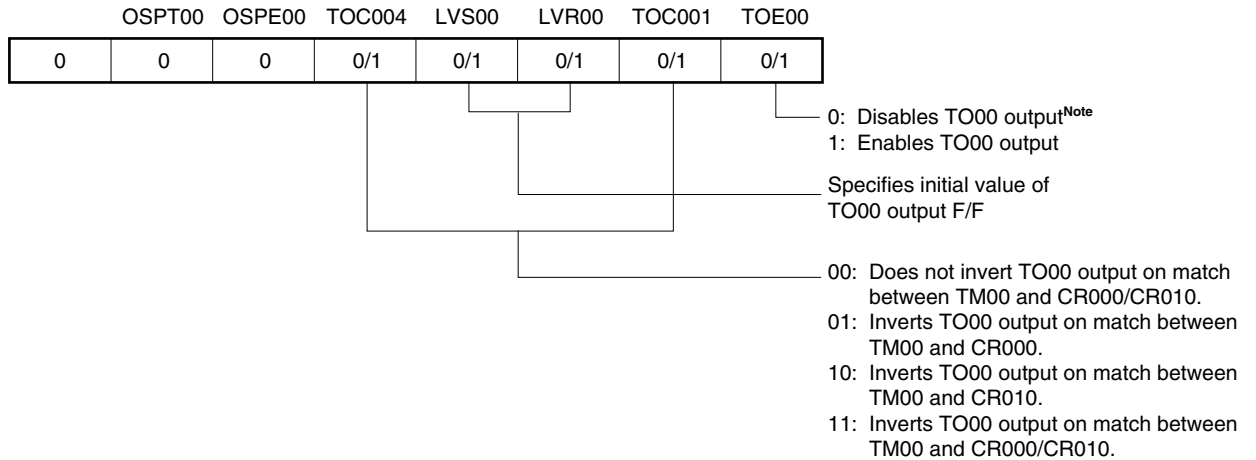 OSPT00 OSPE00 TOC004 LVS00 LVR00 TOC001 TOE00
0 0 0 0/1 0/1 0/1 0/1 0/1
0: Disables TO00 outputNote
1: Enables TO00 output
Specifies initial value of
TO00 output F/F
00: Does not invert TO00 output on match
between TM00 and CR000/CR010.
01: Inverts TO00 output on match between
TM00 and CR000.
10: Inverts TO00 output on match between
TM00 and CR010.
11: Inverts TO00 output on match between
TM00 and CR000/CR010.